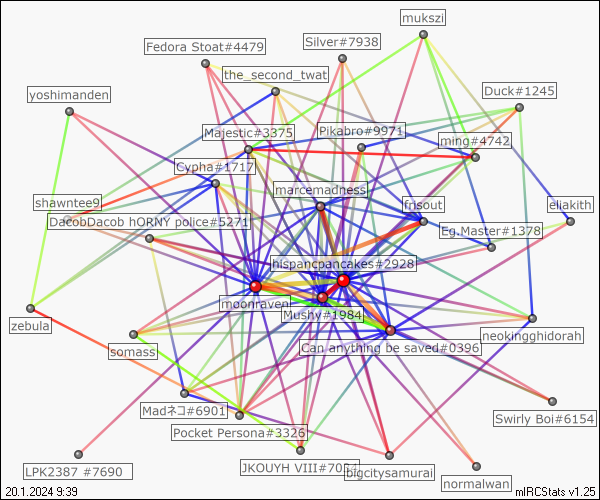 mukszi
Silver#7938
Fedora Stoat#4479
the_second_twat
yoshimanden
Duck#1245
Majestic#3375
Pikabro#9971
ming#4742
Cypha#1717
marcemadness
shawntee9
frisout
eliakith
DacobDacob hORNY police#5271
Eg.Master#1378
hispancpancakes#2928
moonraven
Mushy#1984
zebula
neokingghidorah
somass
Can anything be saved#0396
Madネコ#6901
Swirly Boi#6154
Pocket Persona#3326
JKOUYH VIII#70
bigcitysamurai
LPK2387 #7690
normalwan
20.1.2024 9:39
mIRCStats v1.25